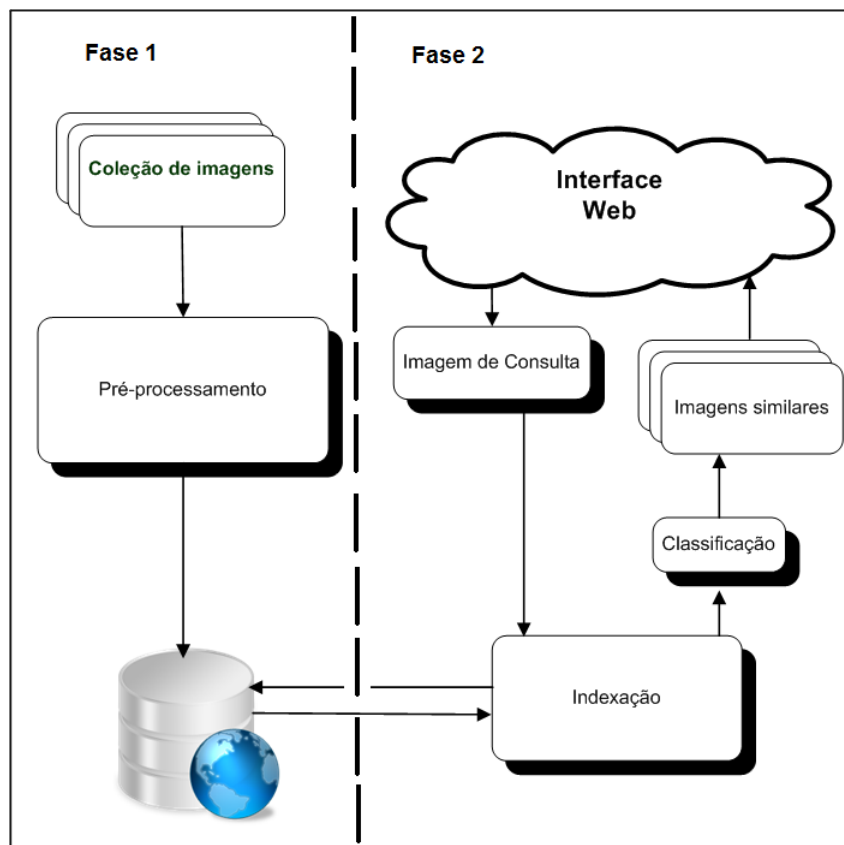 Fase 1
Fase 2
Coleção de imagens
Interface
Web
Pré-processamento
Imagem de Consulta
Imagens similares
Classificação
Indexação